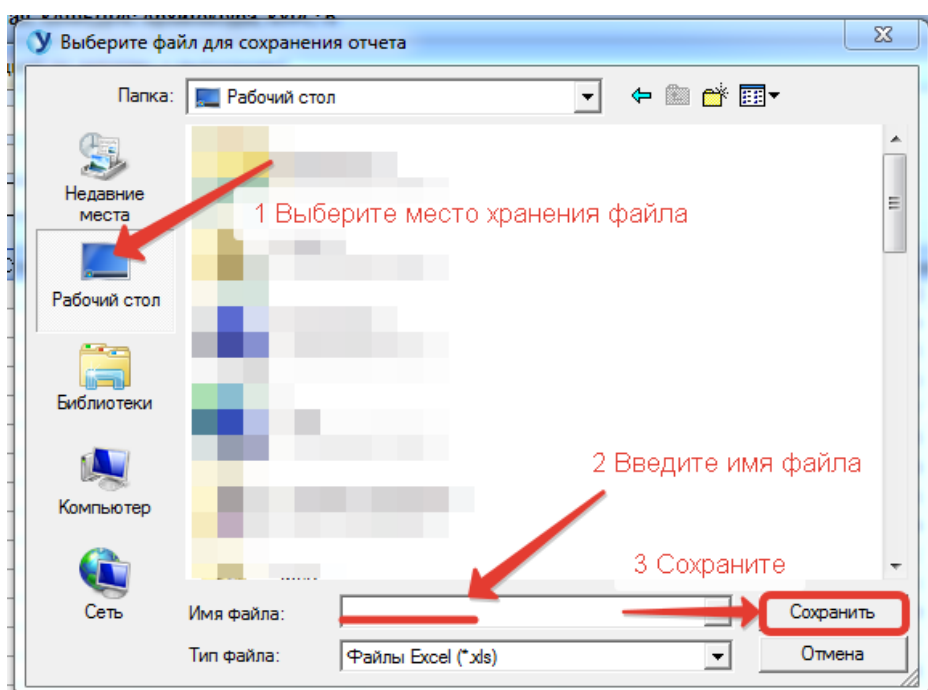 Выберите файл для сохранения отчета
Папка:
Рабочий стол
Недавние
места
1 Выберите место хранения файла
Рабочий стол
Библиотеки
2 Введите имя файла
Компьютер
3 Сохраните
Сеть
Имя файла:
Сохранить
Тип файла:
Файлы Excel (*.xls)
Отмена